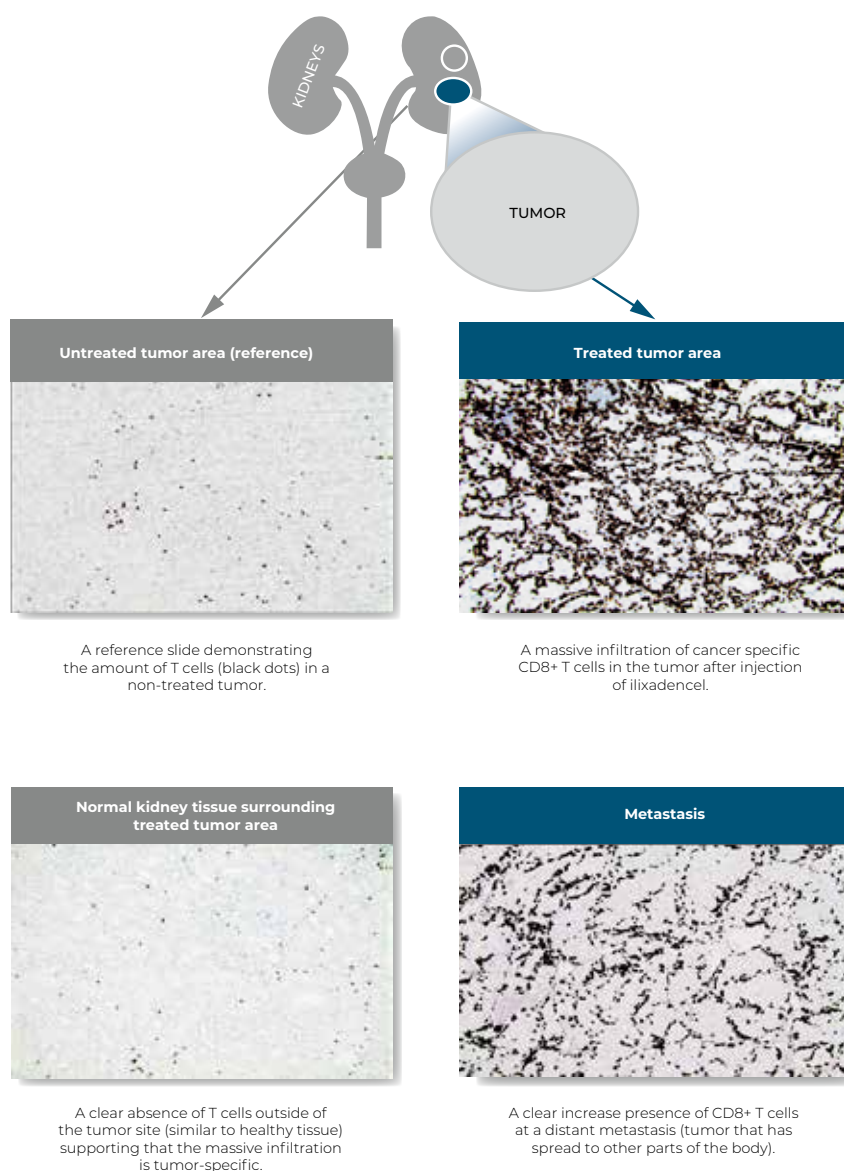 KIDNEYS
TUMOR
Untreated tumor area (reference)
A reference slide demonstrating
the amount of T cells (black dots) in a
non-treated tumor.
Treated tumor area
A massive infiltration of cancer specific
CD8+ T cells in the tumor after injection
of ilixadencel.
Normal kidney tissue surrounding
treated tumor area
A clear absence of T cells outside of
the tumor site (similar to healthy tissue)
supporting that the massive infiltration
is tumor-specific.
Metastasis
A clear increase presence of CD8+ T cells
at a distant metastasis (tumor that has
spread to other parts of the body).